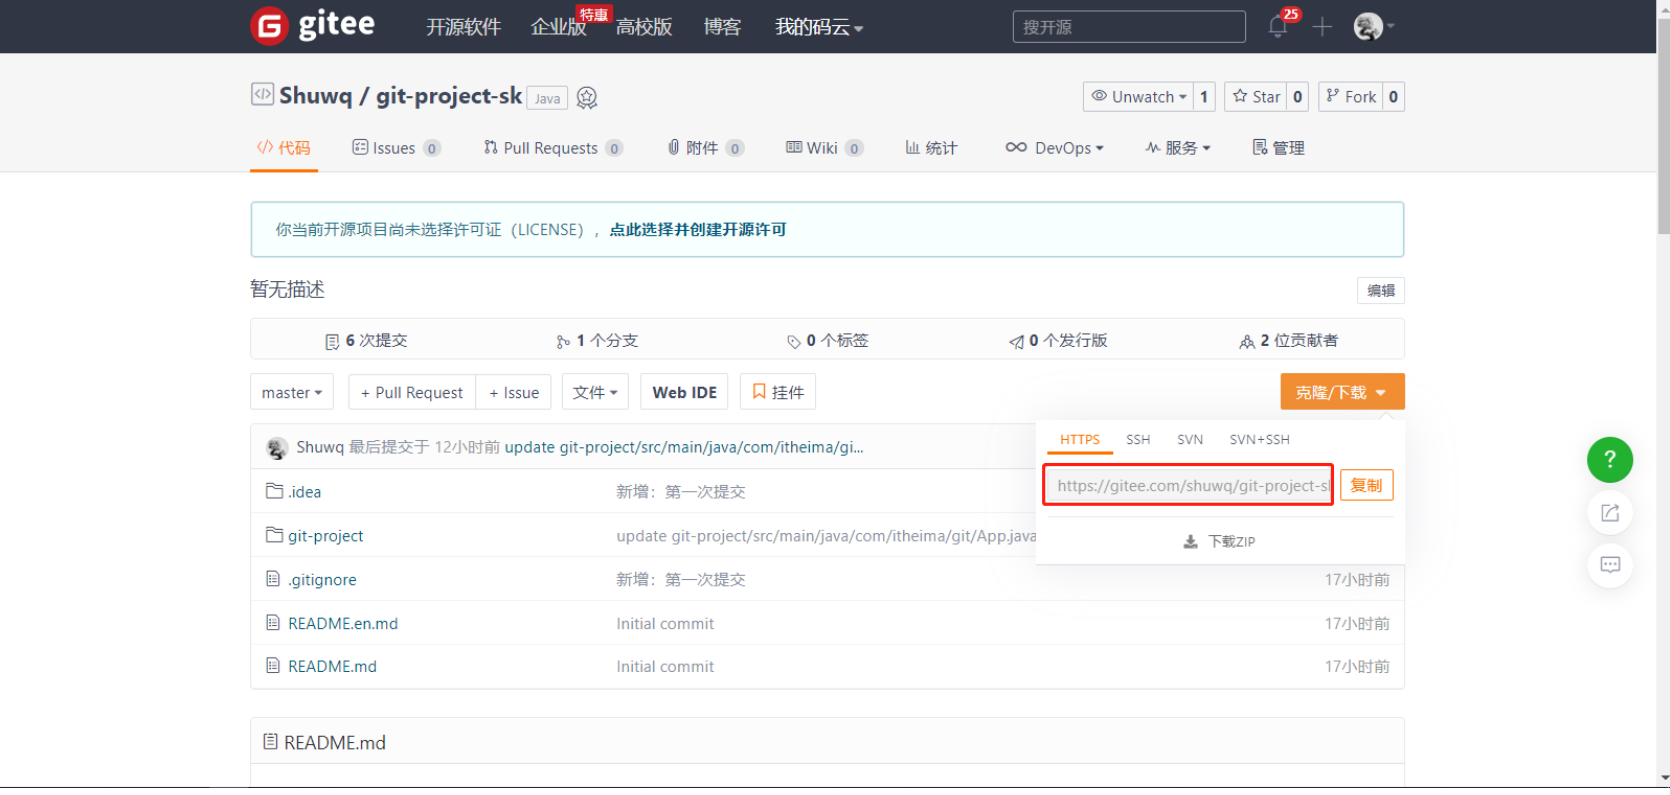 gitee 开源软件 企业版 特惠 高校版 博客 我的码云 搜开源 25
Shuwq / git-project-sk Java Unwatch 1 Star 0 Fork 0
代码 Issues 0 Pull Requests 0 附件 0 Wiki 0 统计 DevOps 服务 管理
你当前开源项目尚未选择许可证（LICENSE），点此选择并创建开源许可
暂无描述 编辑
6 次提交 1 个分支 0 个标签 0 个发行版 2 位贡献者
master + Pull Request + Issue 文件 Web IDE 挂件 克隆/下载
HTTPS SSH SVN SVN+SSH
Shuwq 最后提交于 12小时前 update git-project/src/main/java/com/itheima/gi...
https://gitee.com/shuwq/git-project-sl 复制
.idea 新增：第一次提交
git-project update git-project/src/main/java/com/itheima/git/App.java
下载ZIP
.gitignore 新增：第一次提交 17小时前
README.en.md Initial commit 17小时前
README.md Initial commit 17小时前
README.md